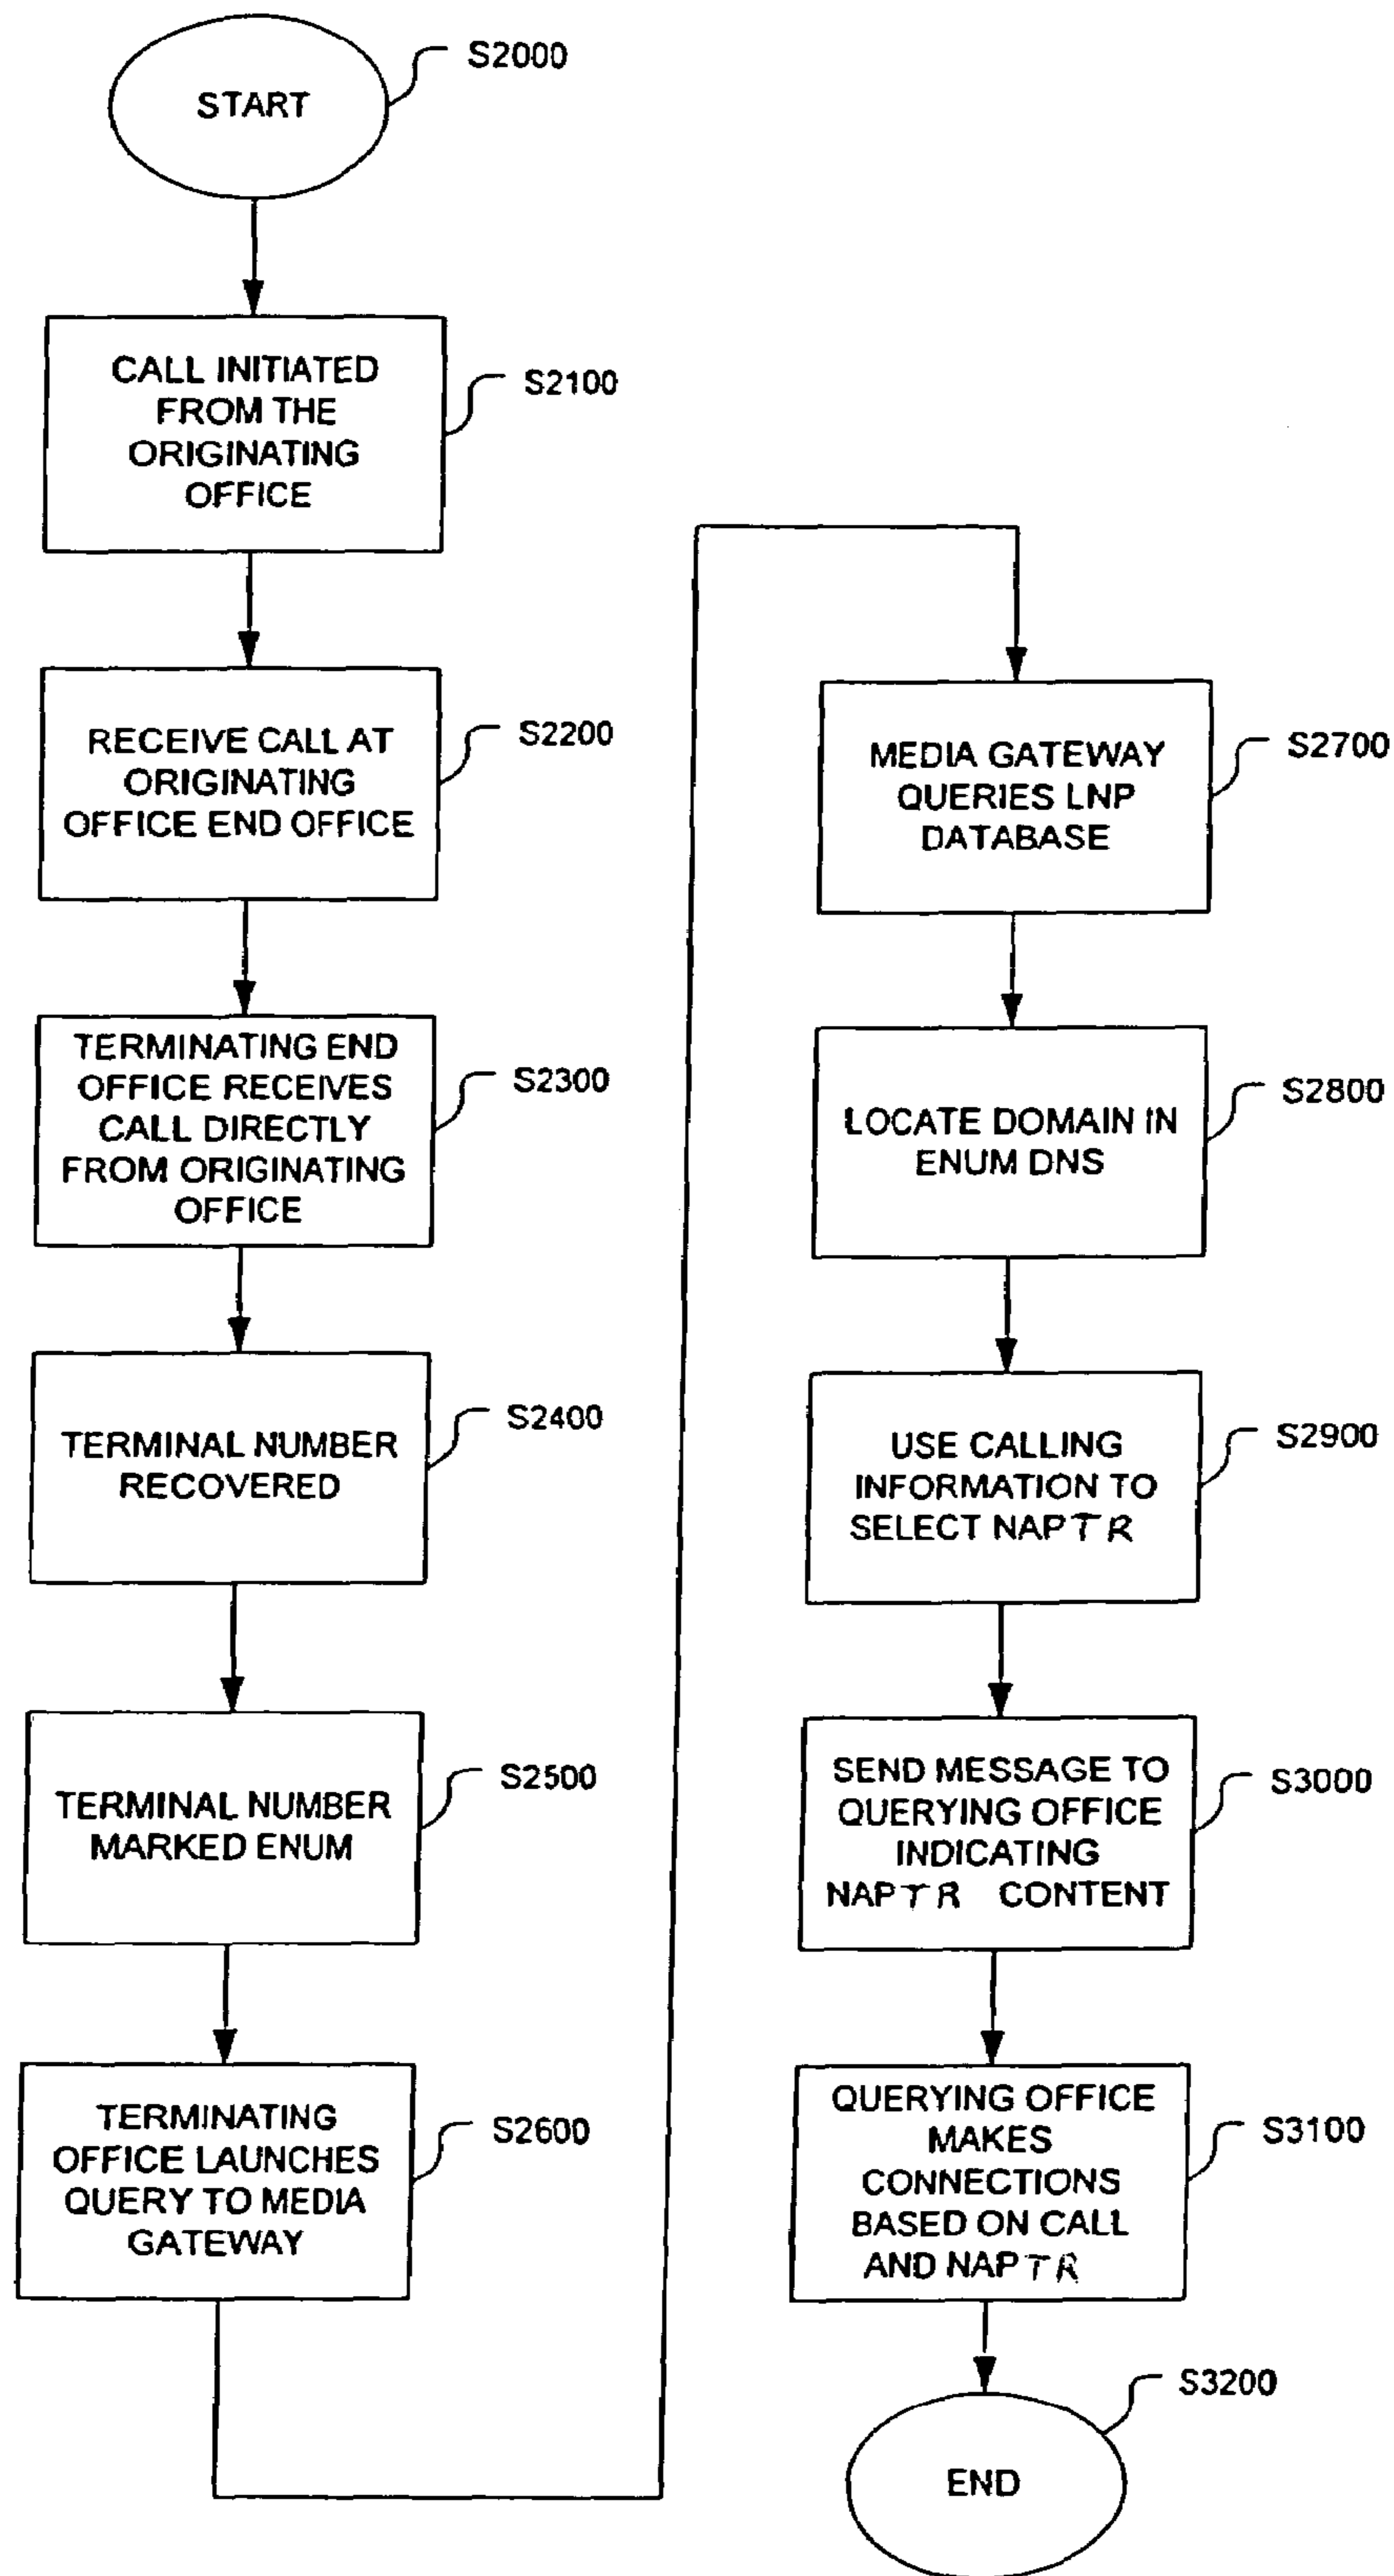 START
S2000
CALL INITIATED
FROM THE
ORIGINATING
OFFICE
S2100
RECEIVE CALL AT
ORIGINATING
OFFICE END OFFICE
S2200
TERMINATING END
OFFICE RECEIVES
CALL DIRECTLY
FROM ORIGINATING
OFFICE
S2300
TERMINAL NUMBER
RECOVERED
S2400
TERMINAL NUMBER
MARKED ENUM
S2500
TERMINATING
OFFICE LAUNCHES
QUERY TO MEDIA
GATEWAY
S2600
MEDIA GATEWAY
QUERIES LNP
DATABASE
S2700
LOCATE DOMAIN IN
ENUM DNS
S2800
USE CALLING
INFORMATION TO
SELECT NAPTR
S2900
SEND MESSAGE TO
QUERYING OFFICE
INDICATING
NAPTR CONTENT
S3000
QUERYING OFFICE
MAKES
CONNECTIONS
BASED ON CALL
AND NAPTR
S3100
END
S3200